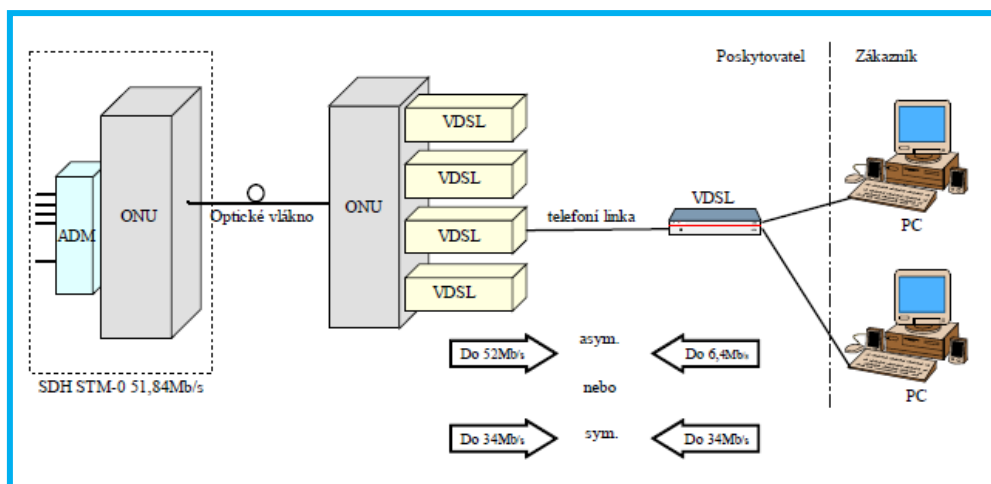 Poskytovatel
Zákazník
VDSL
VDSL
VDSL
VDSL
ADM
ONU
Optické vlákno
ONU
telefoní linka
VDSL
PC
PC
SDH STM-0 51,84Mb/s
Do 52Mb/s
asym.
Do 6,4Mb/s
nebo
Do 34Mb/s
sym.
Do 34Mb/s